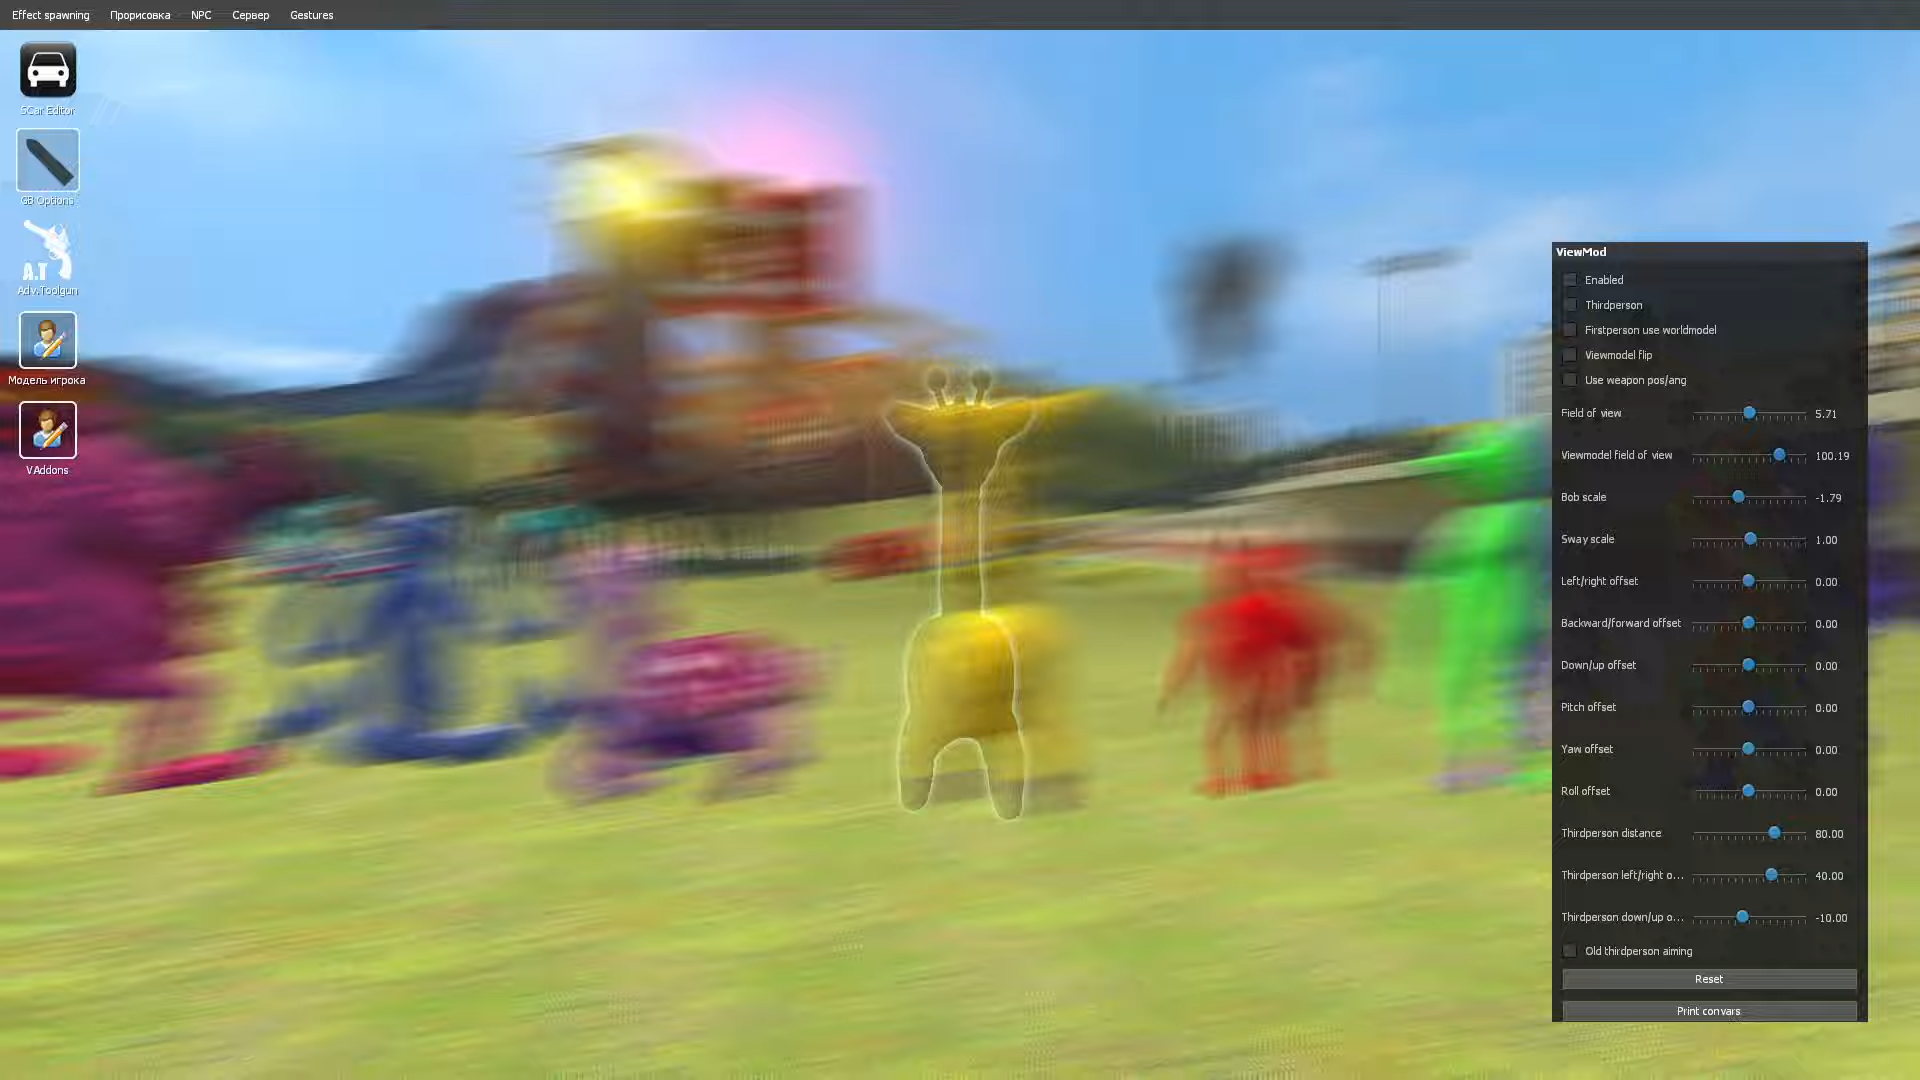 Effect spawning Прорисовка NPC Сервер Gestures
SCar Editor
GB Options
A.T
Adv.Toolgun
Модель игрока
VAddons
ViewMod
Enabled
Thirdperson
Firstperson use worldmodel
Viewmodel flip
Use weapon pos/ang
Field of view 5.71
Viewmodel field of view 100.19
Bob scale -1.79
Sway scale 1.00
Left/right offset 0.00
Backward/forward offset 0.00
Down/up offset 0.00
Pitch offset 0.00
Yaw offset 0.00
Roll offset 0.00
Thirdperson distance 80.00
Thirdperson left/right o... 40.00
Thirdperson down/up o... -10.00
Old thirdperson aiming
Reset
Print convars